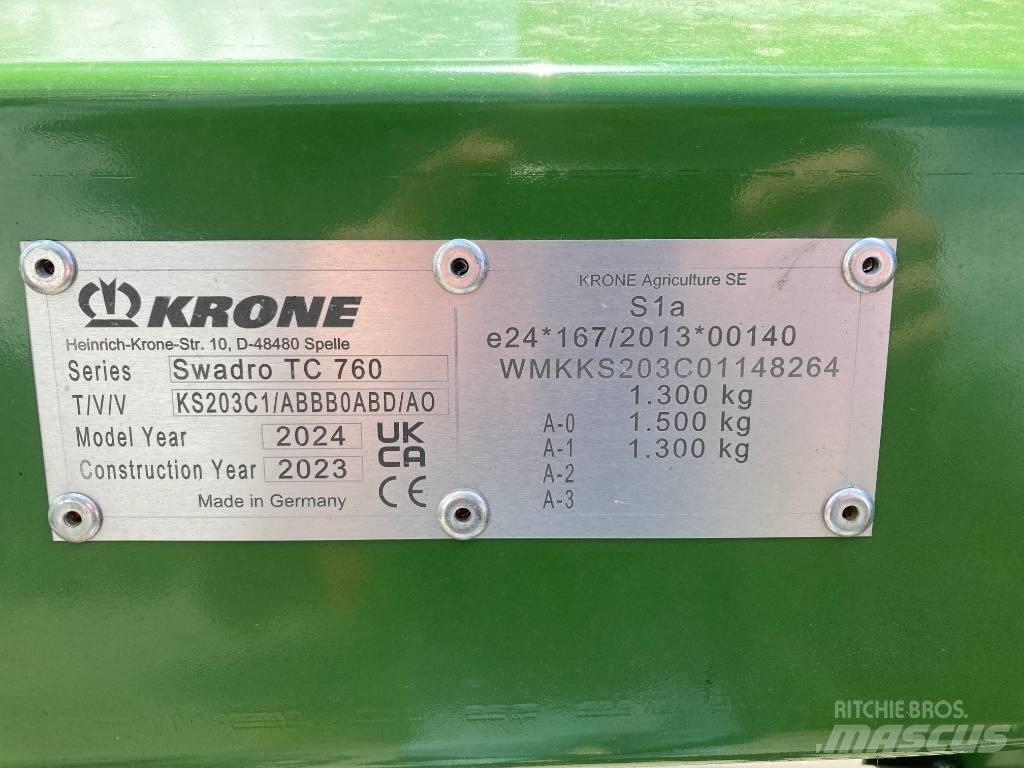 KRONE
Heinrich-Krone-Str. 10, D-48480 Spelle
Series Swadro TC 760
T/V/V KS203C1/ABBB0ABD/AO
Model Year 2024 UK
CA
Construction Year 2023
Made in Germany CE
KRONE Agriculture SE
S1a
e24*167/2013*00140
WMKKS203C01148264
1.300 kg
A-0 1.500 kg
A-1 1.300 kg
A-2
A-3
RITCHIE BROS.
MASCUS